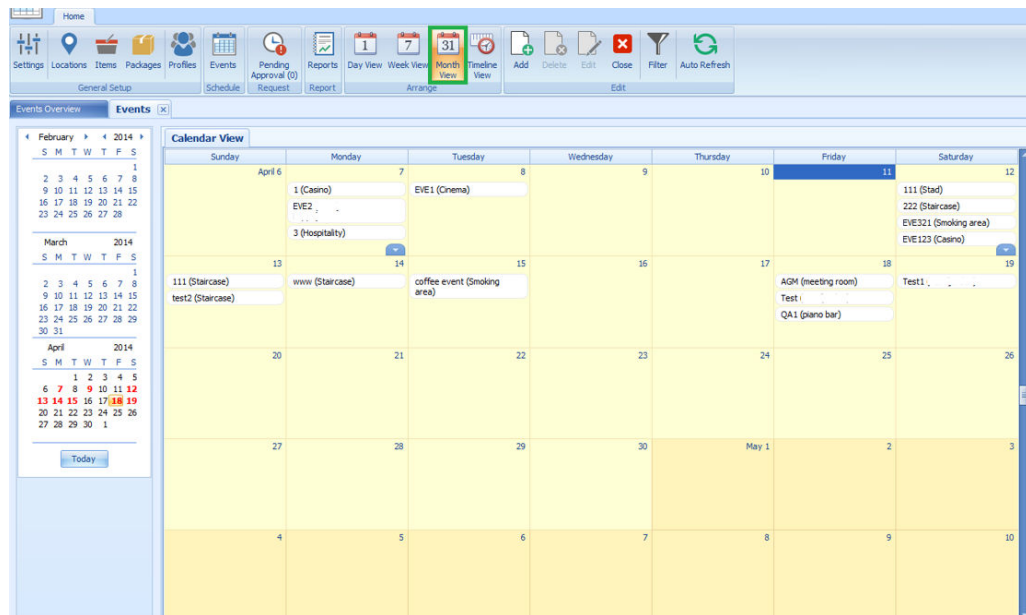 Home
Settings Locations Items Packages Profiles Events Pending Approval (0) Reports Day View Week View Month View Timeline View Add Delete Edit Close Filter Auto Refresh
General Setup Schedule Request Report Arrange Edit
Events Overview Events
February 2014
S M T W T F S
1
2 3 4 5 6 7 8
9 10 11 12 13 14 15
16 17 18 19 20 21 22
23 24 25 26 27 28
March 2014
S M T W T F S
1
2 3 4 5 6 7 8
9 10 11 12 13 14 15
16 17 18 19 20 21 22
23 24 25 26 27 28 29
30 31
April 2014
S M T W T F S
1 2 3 4 5
6 7 8 9 10 11 12
13 14 15 16 17 18 19
20 21 22 23 24 25 26
27 28 29 30 1
Today
Calendar View
Sunday Monday Tuesday Wednesday Thursday Friday Saturday
April 6 7 8 9 10 11 12
1 (Casino) EVE1 (Cinema) 111 (Stad)
EVE2 222 (Staircase)
EVE321 (Smoking area)
3 (Hospitality) EVE123 (Casino)
13 14 15 16 17 18 19
111 (Staircase) www (Staircase) coffee event (Smoking area) AGM (meeting room) Test1
test2 (Staircase) Test
QA1 (piano bar)
20 21 22 23 24 25 26
27 28 29 30 May 1 2 3
4 5 6 7 8 9 10